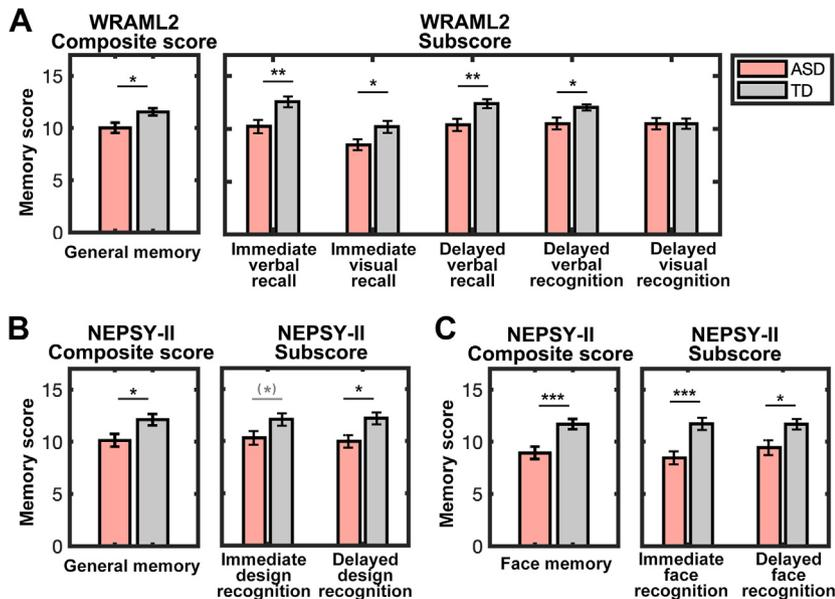 A
WRAML2
Composite score
WRAML2
Subscore
ASD
TD
Memory score
15
10
5
0
*
**
*
**
*
General memory
Immediate
verbal
recall
Immediate
visual
recall
Delayed
verbal
recall
Delayed
verbal
recognition
Delayed
visual
recognition
B
NEPSY-II
Composite score
NEPSY-II
Subscore
Memory score
15
10
5
0
*
(*)
*
General memory
Immediate
design
recognition
Delayed
design
recognition
C
NEPSY-II
Composite score
NEPSY-II
Subscore
Memory score
15
10
5
0
***
***
*
Face memory
Immediate
face
recognition
Delayed
face
recognition